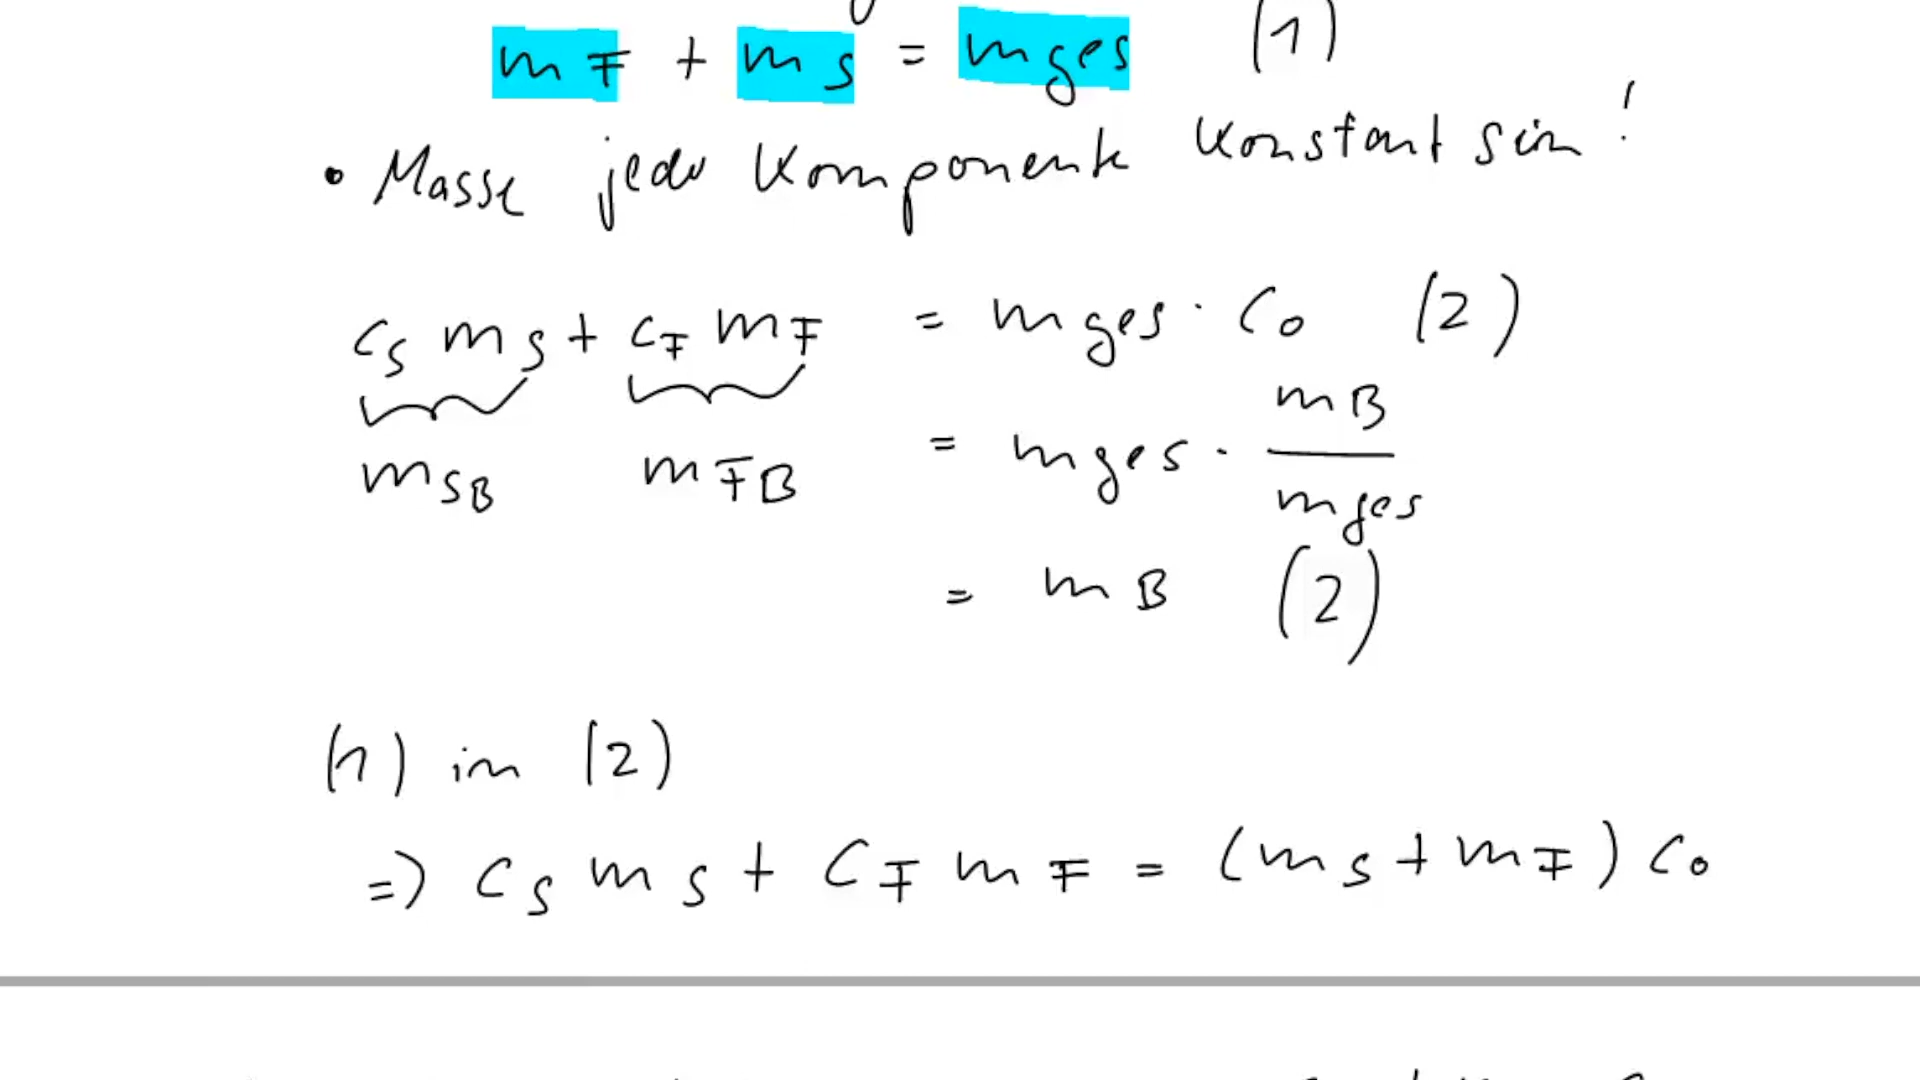 mF + mS = mges (1)
• Masse jeder Komponente konstant sein!
cS mS + cF mF = mges · c0 (2)
mSB mFB = mges · mB / mges
= mB (2)
(1) in (2)
=> cS mS + cF mF = (mS + mF) c0